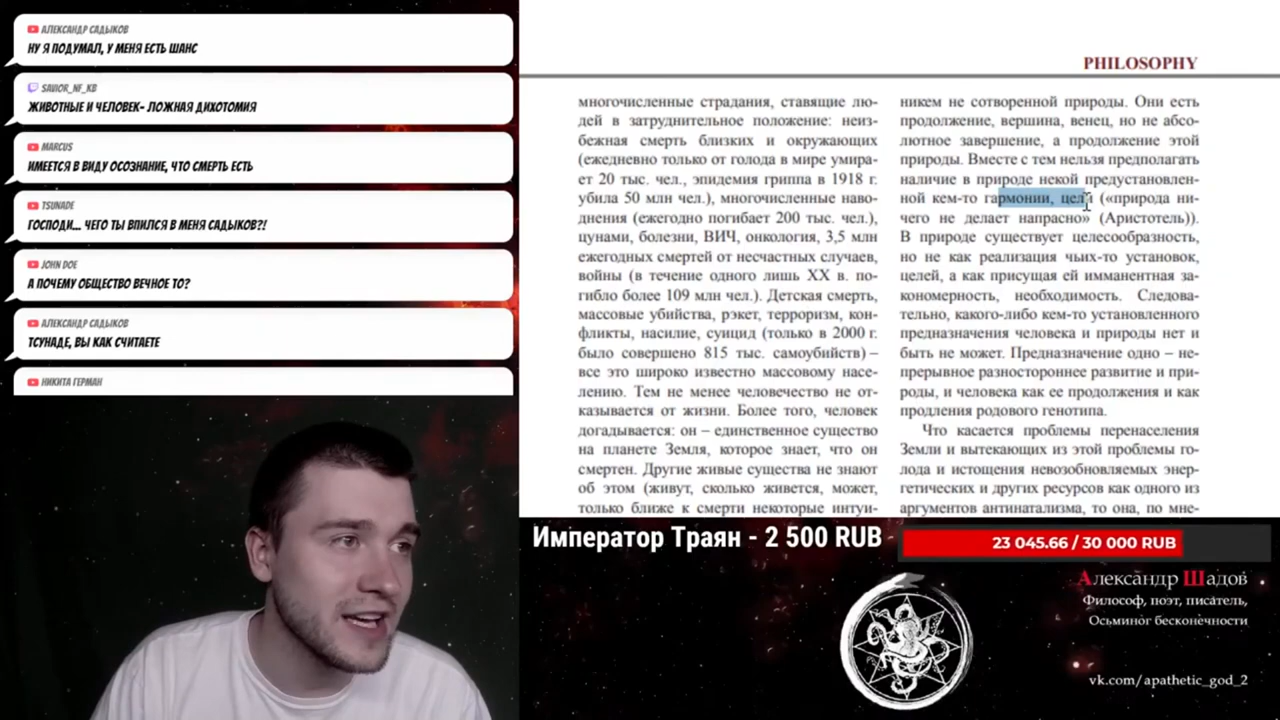 АЛЕКСАНДР САДЫКОВ
НУ Я ПОДУМАЛ, У МЕНЯ ЕСТЬ ШАНС
SAVIOR_NF_KB
ЖИВОТНЫЕ И ЧЕЛОВЕК- ЛОЖНАЯ ДИХОТОМИЯ
MARCUS
ИМЕЕТСЯ В ВИДУ ОСОЗНАНИЕ, ЧТО СМЕРТЬ ЕСТЬ
TSUNADE
ГОСПОДИ... ЧЕГО ТЫ ВПИЛСЯ В МЕНЯ САДЫКОВ?!
JOHN DOE
А ПОЧЕМУ ОБЩЕСТВО ВЕЧНОЕ ТО?
АЛЕКСАНДР САДЫКОВ
ТСУНАДЕ, ВЫ КАК СЧИТАЕТЕ
НИКИТА ГЕРМАН
PHILOSOPHY
многочисленные страдания, ставящие лю-
дей в затруднительное положение: неиз-
бежная смерть близких и окружающих
(ежедневно только от голода в мире умира-
ет 20 тыс. чел., эпидемия гриппа в 1918 г.
убила 50 млн чел.), многочисленные наво-
днения (ежегодно погибает 200 тыс. чел.),
цунами, болезни, ВИЧ, онкология, 3,5 млн
ежегодных смертей от несчастных случаев,
войны (в течение одного лишь XX в. по-
гибло более 109 млн чел.). Детская смерть,
массовые убийства, рэкет, терроризм, кон-
фликты, насилие, суицид (только в 2000 г.
было совершено 815 тыс. самоубийств) –
все это широко известно массовому насе-
лению. Тем не менее человечество не от-
казывается от жизни. Более того, человек
догадывается: он – единственное существо
на планете Земля, которое знает, что он
смертен. Другие живые существа не знают
об этом (живут, сколько живется, может,
только ближе к смерти некоторые интуи-
никем не сотворенной природы. Они есть
продолжение, вершина, венец, но не абсо-
лютное завершение, а продолжение этой
природы. Вместе с тем нельзя предполагать
наличие в природе некой предустановлен-
ной кем-то гармонии, цели («природа ни-
чего не делает напрасно» (Аристотель)).
В природе существует целесообразность,
но не как реализация чьих-то установок,
целей, а как присущая ей имманентная за-
кономерность, необходимость. Следова-
тельно, какого-либо кем-то установленного
предназначения человека и природы нет и
быть не может. Предназначение одно – не-
прерывное разностороннее развитие и при-
роды, и человека как ее продолжения и как
продления родового генотипа.
Что касается проблемы перенаселения
Земли и вытекающих из этой проблемы го-
лода и истощения невозобновляемых энер-
гетических и других ресурсов как одного из
аргументов антинатализма, то она, по мне-
Император Траян - 2 500 RUB
23 045.66 / 30 000 RUB
Александр Шадов
Философ, поэт, писатель,
Осьминог бесконечности
vk.com/apathetic_god_2